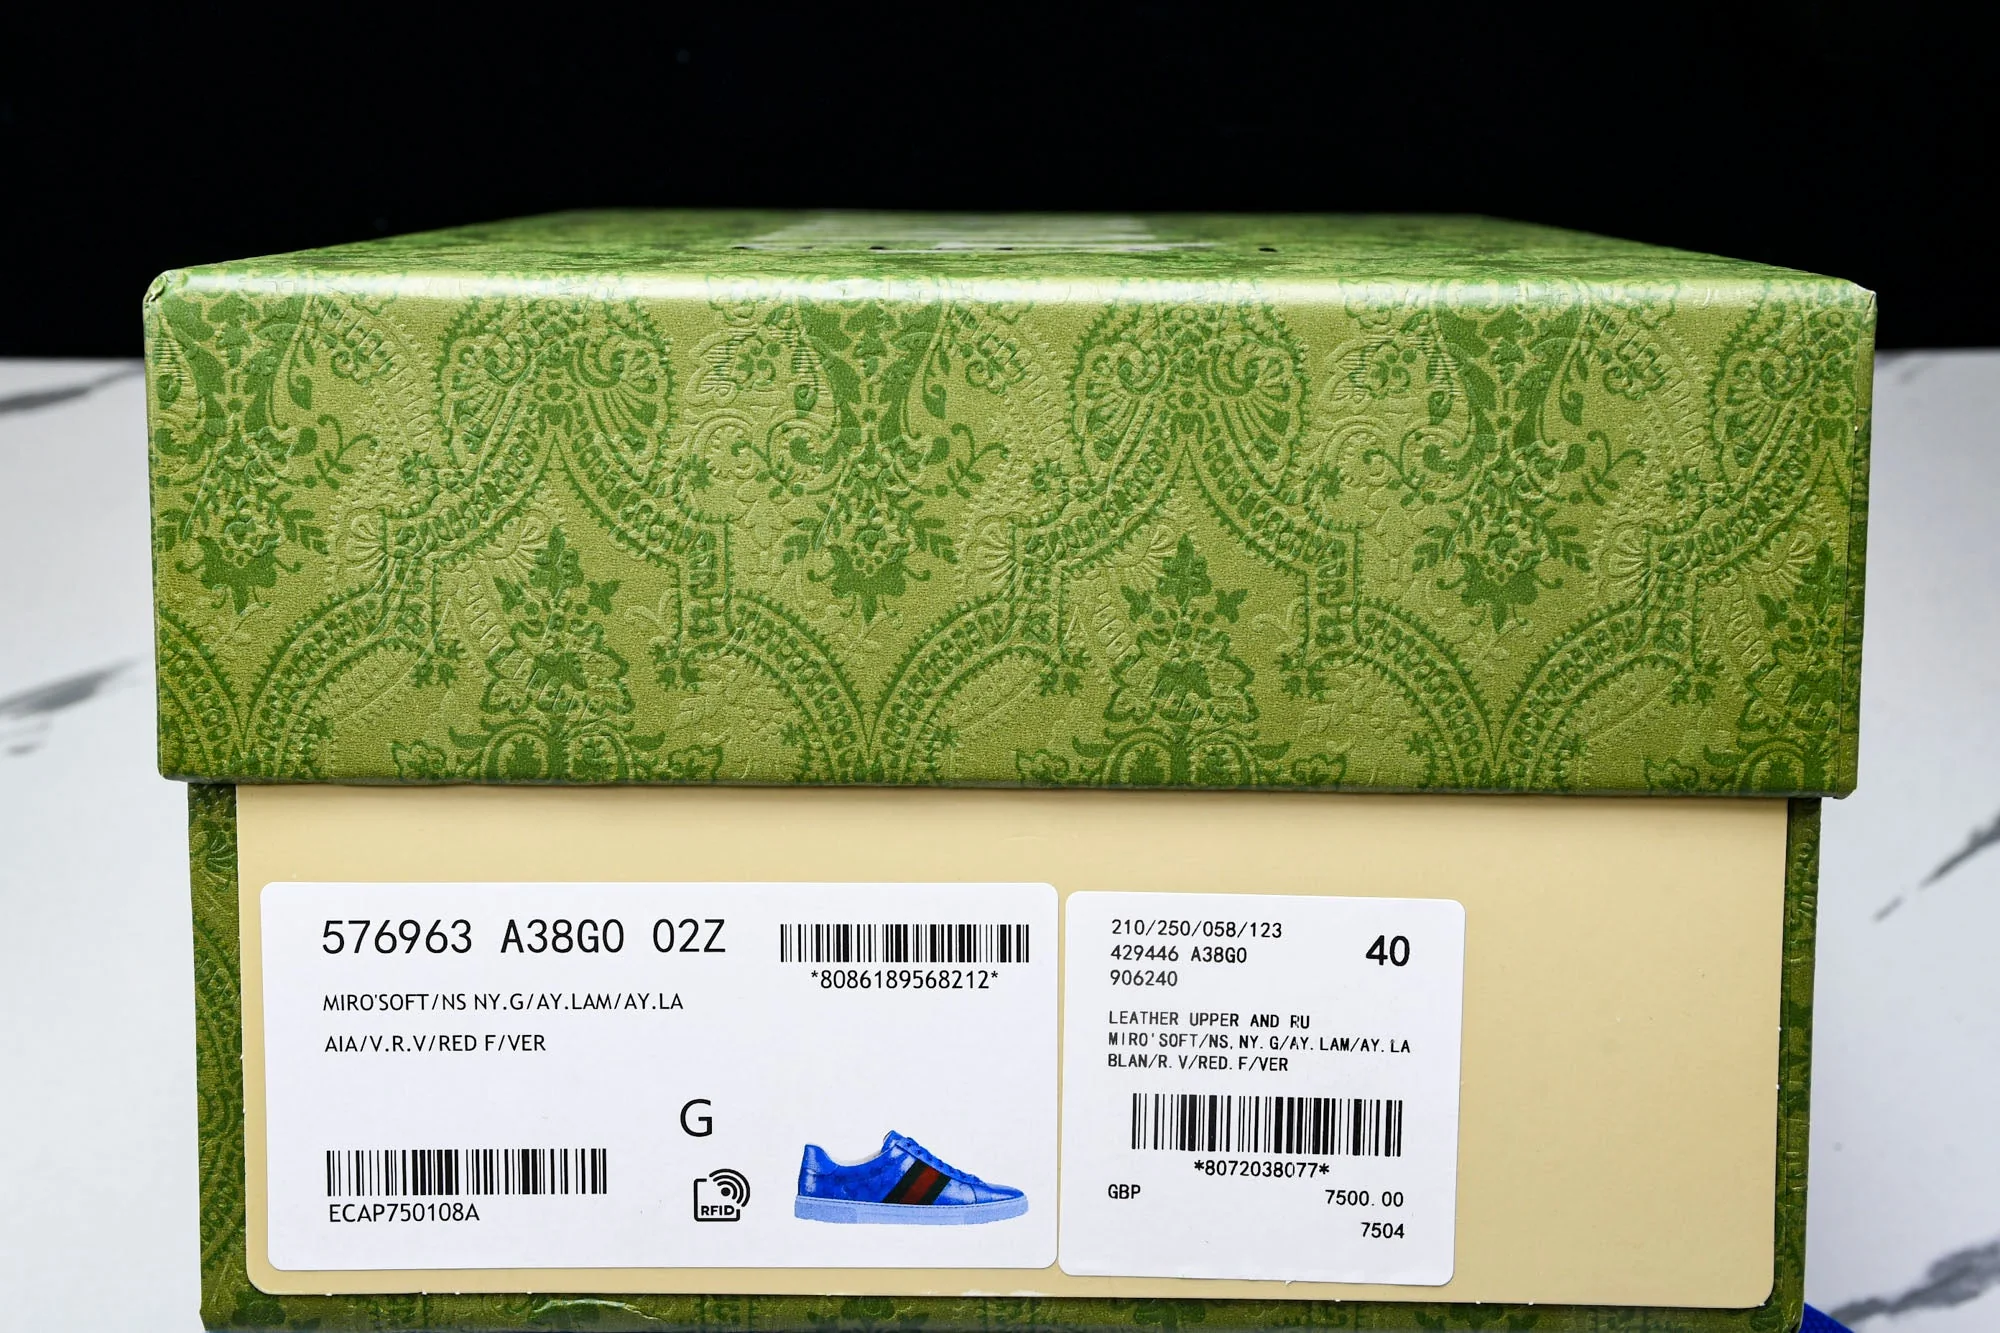 576963 A38G0 02Z
*8086189568212*
MIRO'SOFT/NS NY.G/AY.LAM/AY.LA
AIA/V.R.V/RED F/VER
G
RFID
ECAP750108A
210/250/058/123
429446 A38G0
906240
40
LEATHER UPPER AND RU
MIRO'SOFT/NS, NY. G/AY. LAM/AY. LA
BLAN/R. V/RED. F/VER
*8072038077*
GBP 7500. 00
7504